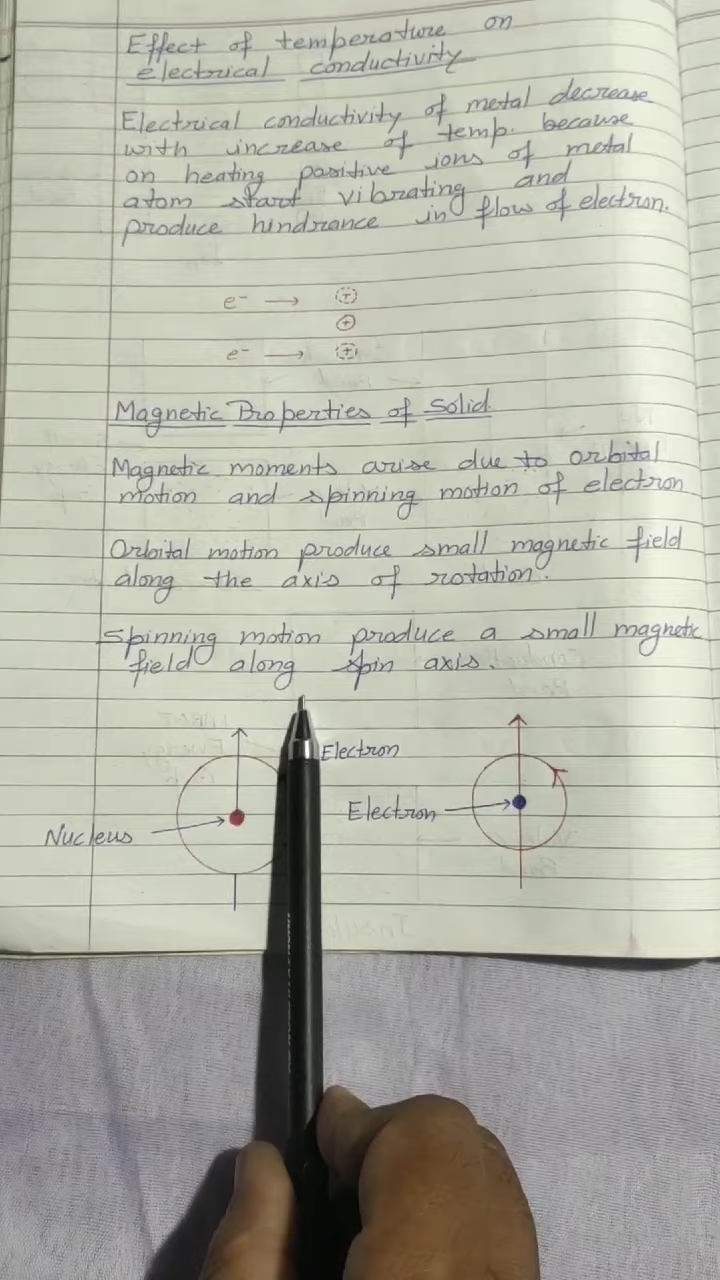 Effect of temperature on
electrical conductivity
Electrical conductivity of metal decrease
with increase of temp. because
on heating positive ions of metal
atom start vibrating and
produce hindrance in flow of electron.
e⁻ → (+)
(+)
e⁻ → (+)
Magnetic Properties of Solid
Magnetic moments arise due to orbital
motion and spinning motion of electron
Orbital motion produce small magnetic field
along the axis of rotation.
Spinning motion produce a small magnetic
field along spin axis.
Electron
Electron
Nucleus